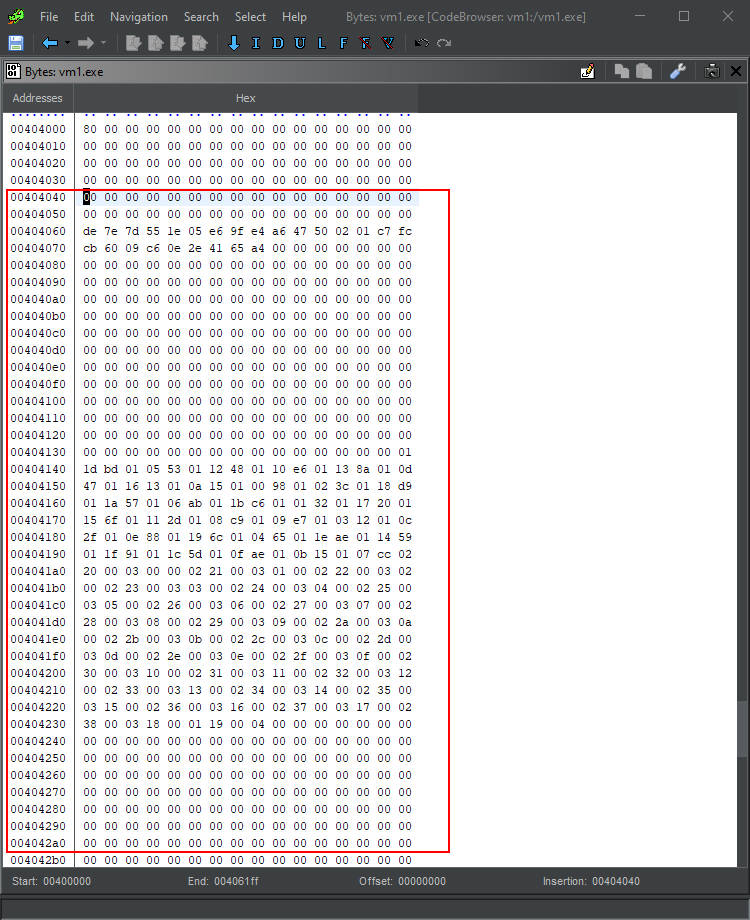 File Edit Navigation Search Select Help Bytes: vm1.exe [CodeBrowser: vm1:/vm1.exe]
I D U L F F V
Bytes: vm1.exe
Addresses Hex
00404000 80 00 00 00 00 00 00 00 00 00 00 00 00 00 00 00
00404010 00 00 00 00 00 00 00 00 00 00 00 00 00 00 00 00
00404020 00 00 00 00 00 00 00 00 00 00 00 00 00 00 00 00
00404030 00 00 00 00 00 00 00 00 00 00 00 00 00 00 00 00
00404040 00 00 00 00 00 00 00 00 00 00 00 00 00 00 00 00
00404050 00 00 00 00 00 00 00 00 00 00 00 00 00 00 00 00
00404060 de 7e 7d 55 1e 05 e6 9f e4 a6 47 50 02 01 c7 fc
00404070 cb 60 09 c6 0e 2e 41 65 a4 00 00 00 00 00 00 00
00404080 00 00 00 00 00 00 00 00 00 00 00 00 00 00 00 00
00404090 00 00 00 00 00 00 00 00 00 00 00 00 00 00 00 00
004040a0 00 00 00 00 00 00 00 00 00 00 00 00 00 00 00 00
004040b0 00 00 00 00 00 00 00 00 00 00 00 00 00 00 00 00
004040c0 00 00 00 00 00 00 00 00 00 00 00 00 00 00 00 00
004040d0 00 00 00 00 00 00 00 00 00 00 00 00 00 00 00 00
004040e0 00 00 00 00 00 00 00 00 00 00 00 00 00 00 00 00
004040f0 00 00 00 00 00 00 00 00 00 00 00 00 00 00 00 00
00404100 00 00 00 00 00 00 00 00 00 00 00 00 00 00 00 00
00404110 00 00 00 00 00 00 00 00 00 00 00 00 00 00 00 00
00404120 00 00 00 00 00 00 00 00 00 00 00 00 00 00 00 00
00404130 00 00 00 00 00 00 00 00 00 00 00 00 00 00 00 01
00404140 1d bd 01 05 53 01 12 48 01 10 e6 01 13 8a 01 0d
00404150 47 01 16 13 01 0a 15 01 00 98 01 02 3c 01 18 d9
00404160 01 1a 57 01 06 ab 01 1b c6 01 01 32 01 17 20 01
00404170 15 6f 01 11 2d 01 08 c9 01 09 e7 01 03 12 01 0c
00404180 2f 01 0e 88 01 19 6c 01 04 65 01 1e ae 01 14 59
00404190 01 1f 91 01 1c 5d 01 0f ae 01 0b 15 01 07 cc 02
004041a0 20 00 03 00 00 02 21 00 03 01 00 02 22 00 03 02
004041b0 00 02 23 00 03 03 00 02 24 00 03 04 00 02 25 00
004041c0 03 05 00 02 26 00 03 06 00 02 27 00 03 07 00 02
004041d0 28 00 03 08 00 02 29 00 03 09 00 02 2a 00 03 0a
004041e0 00 02 2b 00 03 0b 00 02 2c 00 03 0c 00 02 2d 00
004041f0 03 0d 00 02 2e 00 03 0e 00 02 2f 00 03 0f 00 02
00404200 30 00 03 10 00 02 31 00 03 11 00 02 32 00 03 12
00404210 00 02 33 00 03 13 00 02 34 00 03 14 00 02 35 00
00404220 03 15 00 02 36 00 03 16 00 02 37 00 03 17 00 02
00404230 38 00 03 18 00 01 19 00 04 00 00 00 00 00 00 00
00404240 00 00 00 00 00 00 00 00 00 00 00 00 00 00 00 00
00404250 00 00 00 00 00 00 00 00 00 00 00 00 00 00 00 00
00404260 00 00 00 00 00 00 00 00 00 00 00 00 00 00 00 00
00404270 00 00 00 00 00 00 00 00 00 00 00 00 00 00 00 00
00404280 00 00 00 00 00 00 00 00 00 00 00 00 00 00 00 00
00404290 00 00 00 00 00 00 00 00 00 00 00 00 00 00 00 00
004042a0 00 00 00 00 00 00 00 00 00 00 00 00 00 00 00 00
004042b0 00 00 00 00 00 00 00 00 00 00 00 00 00 00 00 00
Start: 00400000 End: 004061ff Offset: 00000000 Insertion: 00404040